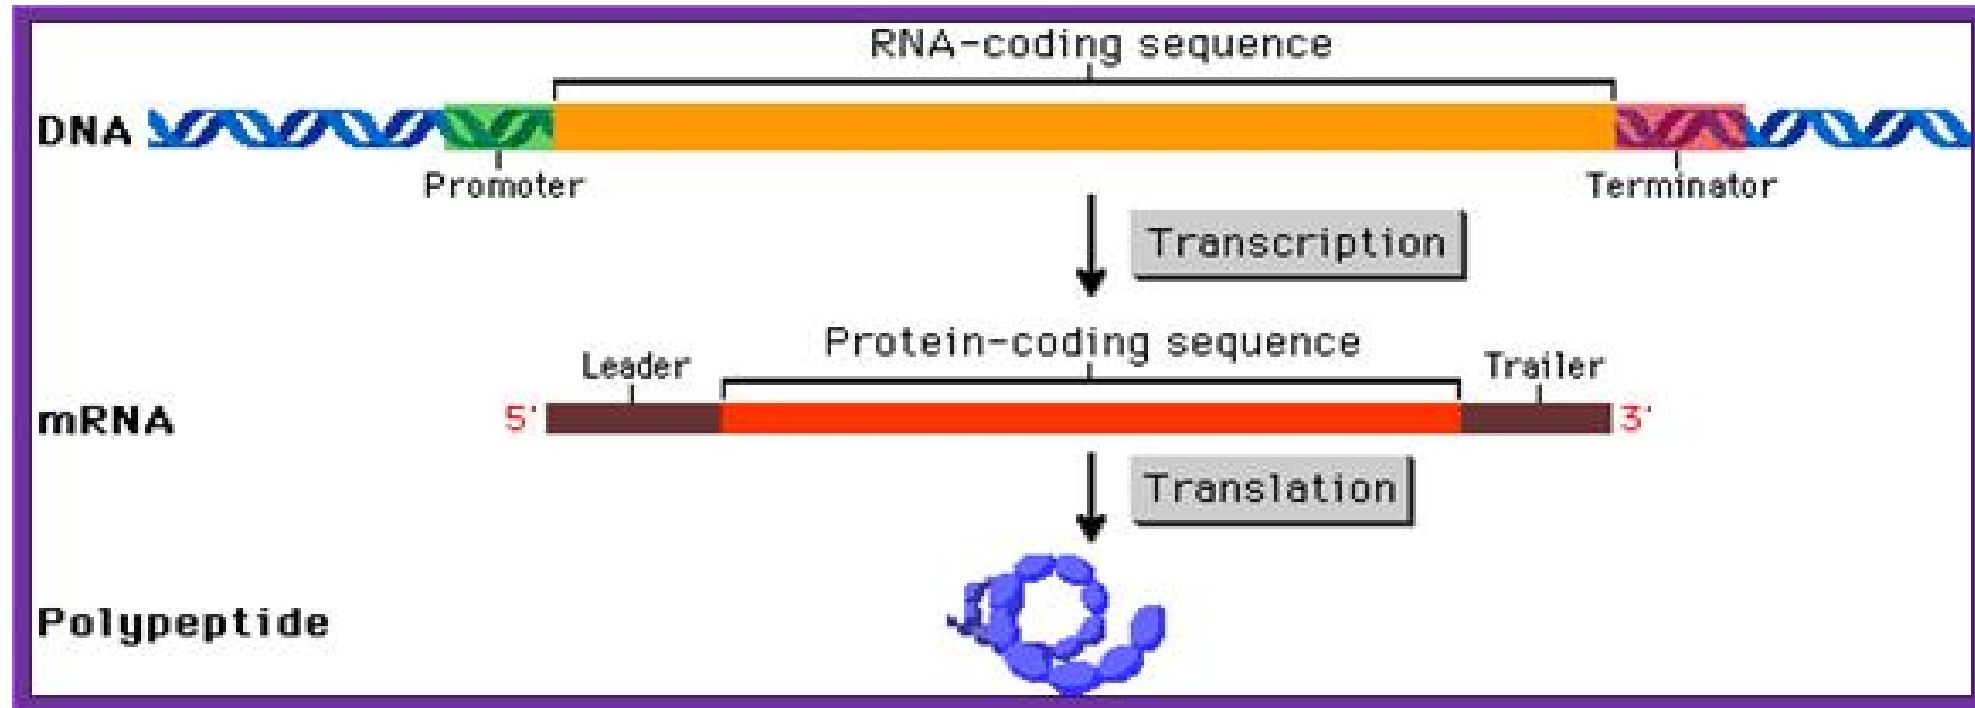 RNA-coding sequence
DNA
Promoter
Terminator
Transcription
Protein-coding sequence
Leader
Trailer
mRNA
5'
3'
Translation
Polypeptide